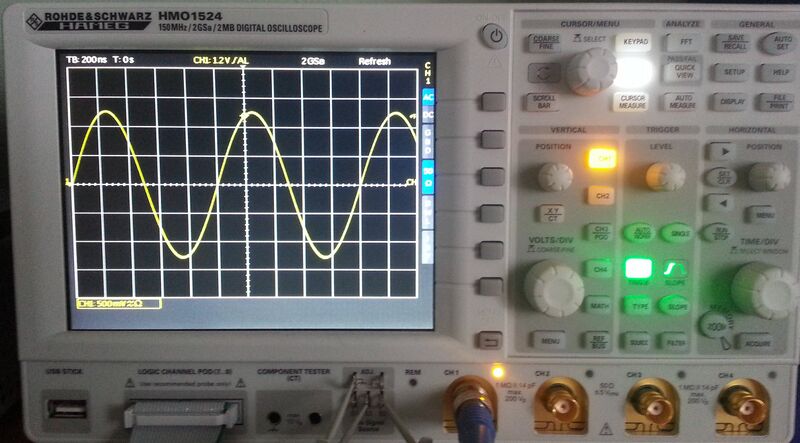 ROHDE&SCHWARZ HMO1524
HAMEG
150MHz / 2GSa / 2MB DIGITAL OSCILLOSCOPE
TB: 200ns T: 0s CH1: 1.2V / AL 2GSa Refresh
CH1
AC
DC
CH1: 500mV
CURSOR/MENU
ANALYZE
GENERAL
COARSE
FINE
SELECT
KEYPAD
FFT
SAVE
RECALL
AUTO
SET
PASS/FAIL
QUICK
VIEW
SETUP
HELP
SCROLL
BAR
CURSOR
MEASURE
AUTO
MEASURE
DISPLAY
FILE
PRINT
VERTICAL
TRIGGER
HORIZONTAL
POSITION
CH1
LEVEL
POSITION
SET
CLR
CH2
XY
CT
MENU
CH3
POD
AUTO
NORM
SINGLE
RUN
STOP
VOLTS/DIV
COARSE/FINE
TIME/DIV
SELECT WINDOW
CH4
SLOPE
MATH
TYPE
SLOPE
MENU
REF
BUS
SOURCE
FILTER
ACQUIRE
USB STICK
LOGIC CHANNEL POD (7...0)
Use recommended probe only!
COMPONENT TESTER
(CT)
max
10 Vp
ADJ.
REM
CH 1
CH 2
CH 3
CH 4
1 MΩ II 14 pF
max
200 Vp
50Ω
1 MΩ II 14 pF
max
200 Vp